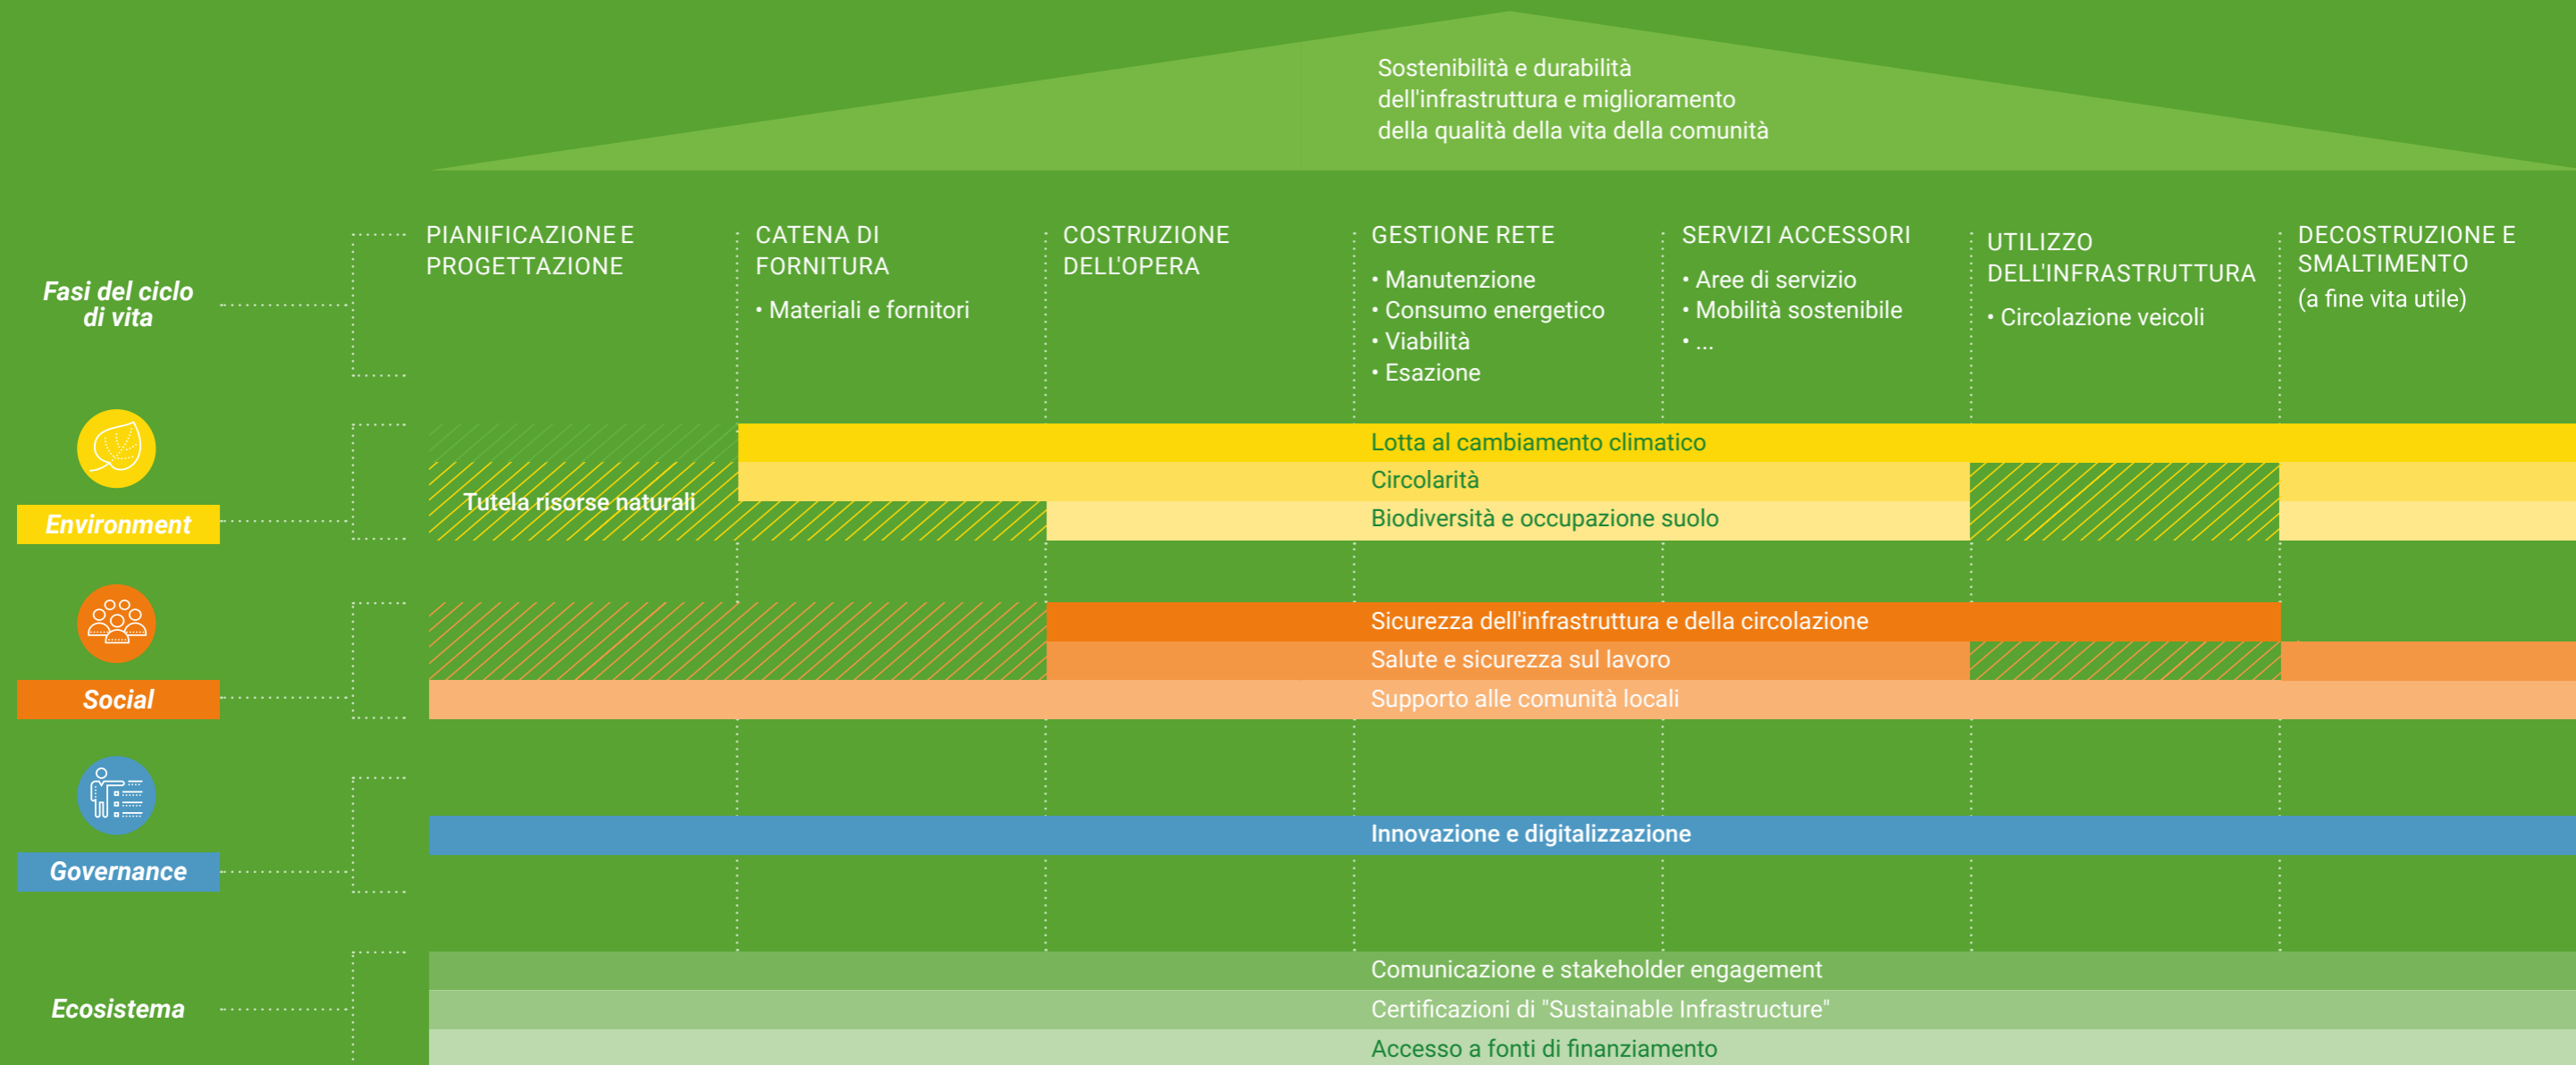 Sostenibilità e durabilità
dell'infrastruttura e miglioramento
della qualità della vita della comunità
Fasi del ciclo
di vita
PIANIFICAZIONE E
PROGETTAZIONE
CATENA DI
FORNITURA
• Materiali e fornitori
COSTRUZIONE
DELL'OPERA
GESTIONE RETE
• Manutenzione
• Consumo energetico
• Viabilità
• Esazione
SERVIZI ACCESSORI
• Aree di servizio
• Mobilità sostenibile
• ...
UTILIZZO
DELL'INFRASTRUTTURA
• Circolazione veicoli
DECOSTRUZIONE E
SMALTIMENTO
(a fine vita utile)
Environment
Tutela risorse naturali
Lotta al cambiamento climatico
Circolarità
Biodiversità e occupazione suolo
Social
Sicurezza dell'infrastruttura e della circolazione
Salute e sicurezza sul lavoro
Supporto alle comunità locali
Governance
Innovazione e digitalizzazione
Ecosistema
Comunicazione e stakeholder engagement
Certificazioni di "Sustainable Infrastructure"
Accesso a fonti di finanziamento